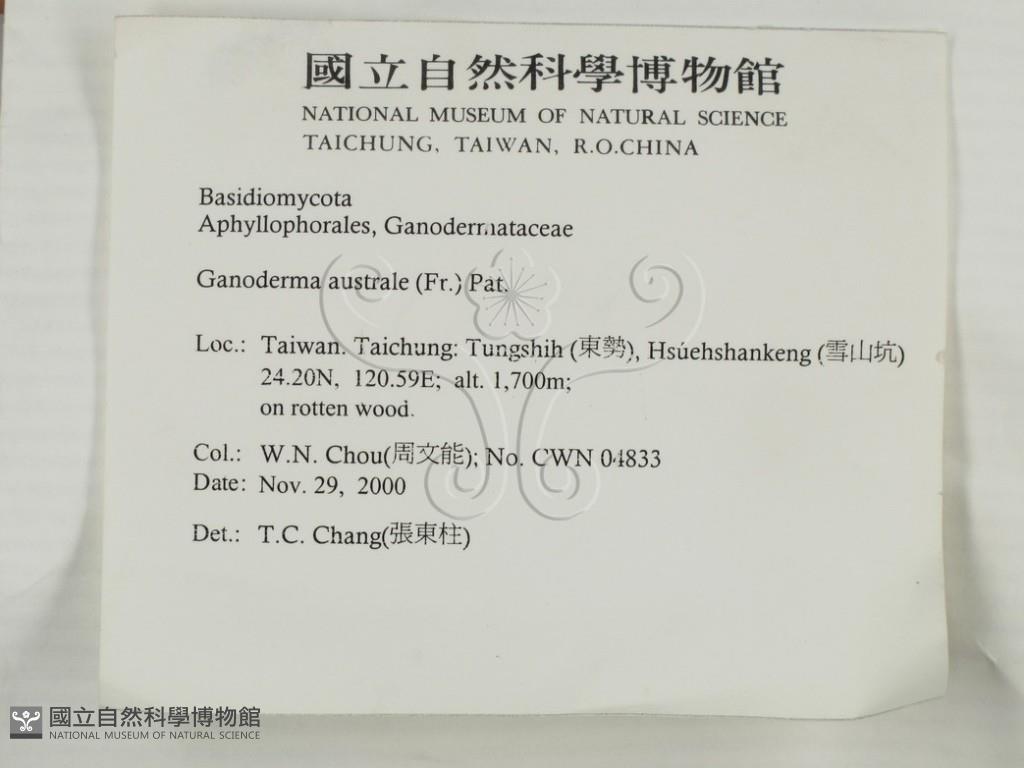 國立自然科學博物館
NATIONAL MUSEUM OF NATURAL SCIENCE
TAICHUNG, TAIWAN, R.O.CHINA
Basidiomycota
Aphyllophorales, Ganodermataceae
Ganoderma australe (Fr.) Pat.
Loc.: Taiwan. Taichung: Tungshih (東勢), Hsuehshankeng (雪山坑)
24.20N, 120.59E; alt. 1,700m;
on rotten wood.
Col.: W.N. Chou(周文能); No. CWN 04833
Date: Nov. 29, 2000
Det.: T.C. Chang(張東柱)
國立自然科學博物館
NATIONAL MUSEUM OF NATURAL SCIENCE